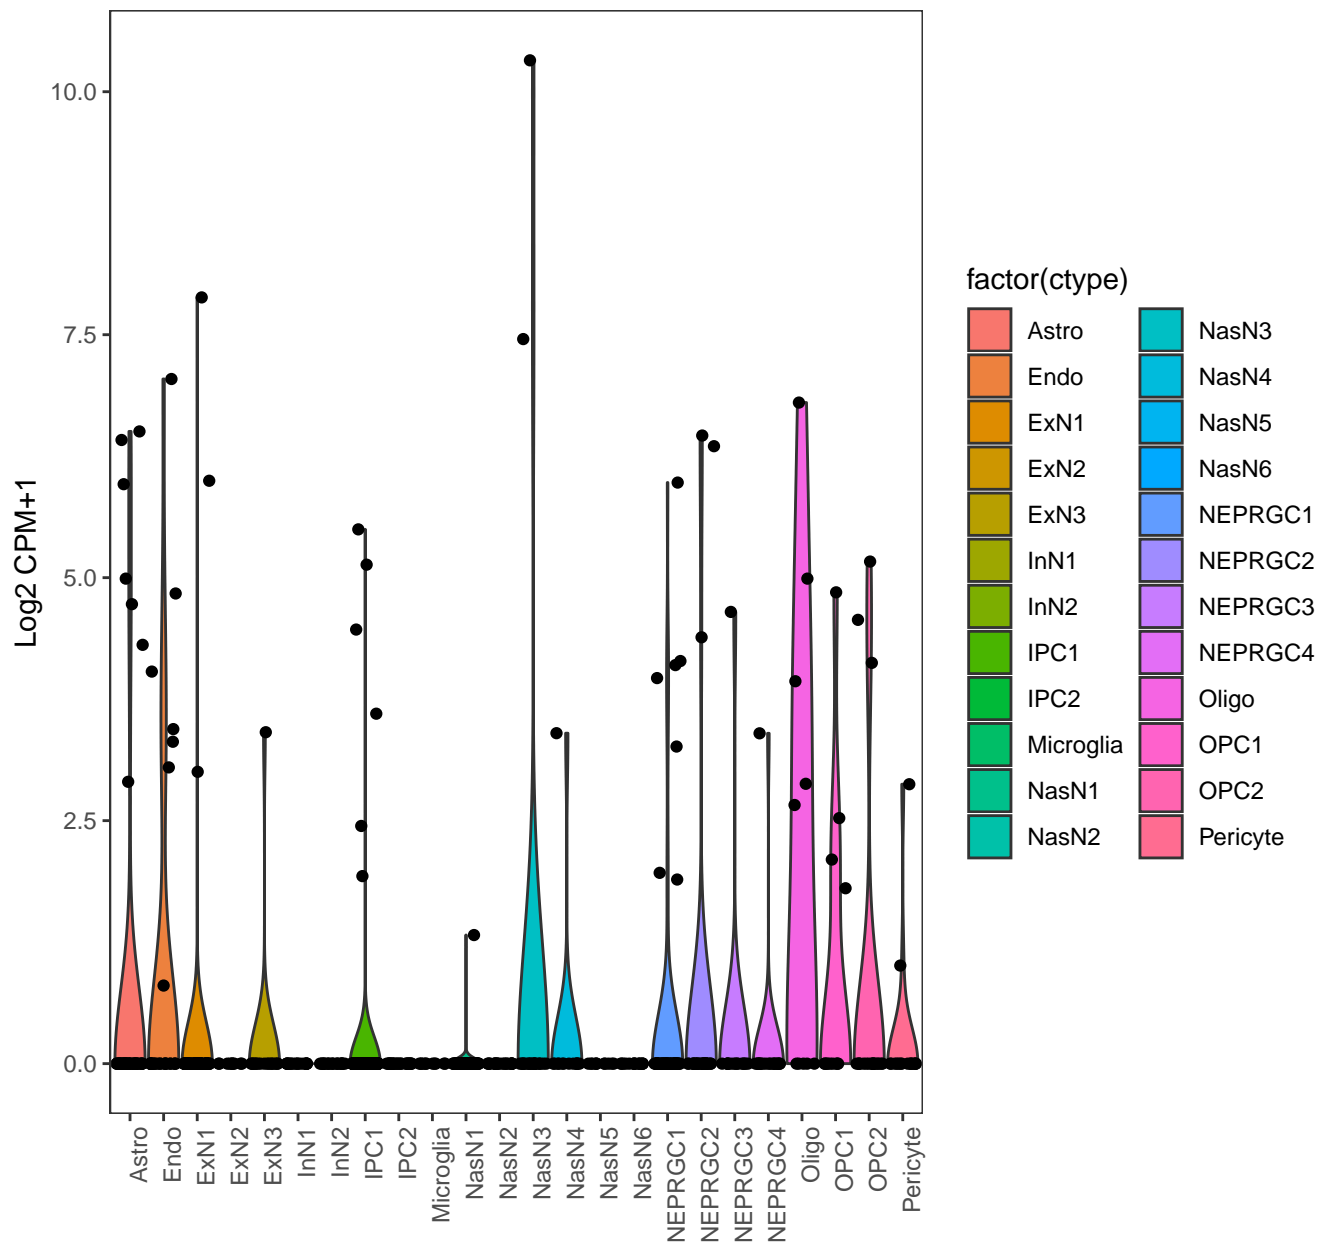 10.0
7.5
5.0
2.5
0.0
Log2 CPM+1
Astro
Endo
ExN1
ExN2
ExN3
InN1
InN2
IPC1
IPC2
Microglia
NasN1
NasN2
NasN3
NasN4
NasN5
NasN6
NEPRGC1
NEPRGC2
NEPRGC3
NEPRGC4
Oligo
OPC1
OPC2
Pericyte
factor(ctype)
Astro
Endo
ExN1
ExN2
ExN3
InN1
InN2
IPC1
IPC2
Microglia
NasN1
NasN2
NasN3
NasN4
NasN5
NasN6
NEPRGC1
NEPRGC2
NEPRGC3
NEPRGC4
Oligo
OPC1
OPC2
Pericyte